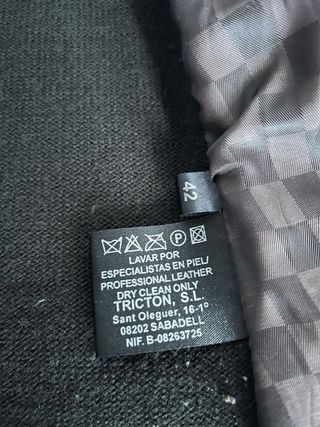 42
P
LAVAR POR
ESPECIALISTAS EN PIEL/
PROFESSIONAL LEATHER
DRY CLEAN ONLY
TRICTON, S.L.
Sant Oleguer, 16-1º
08202 SABADELL
NIF. B-08263725